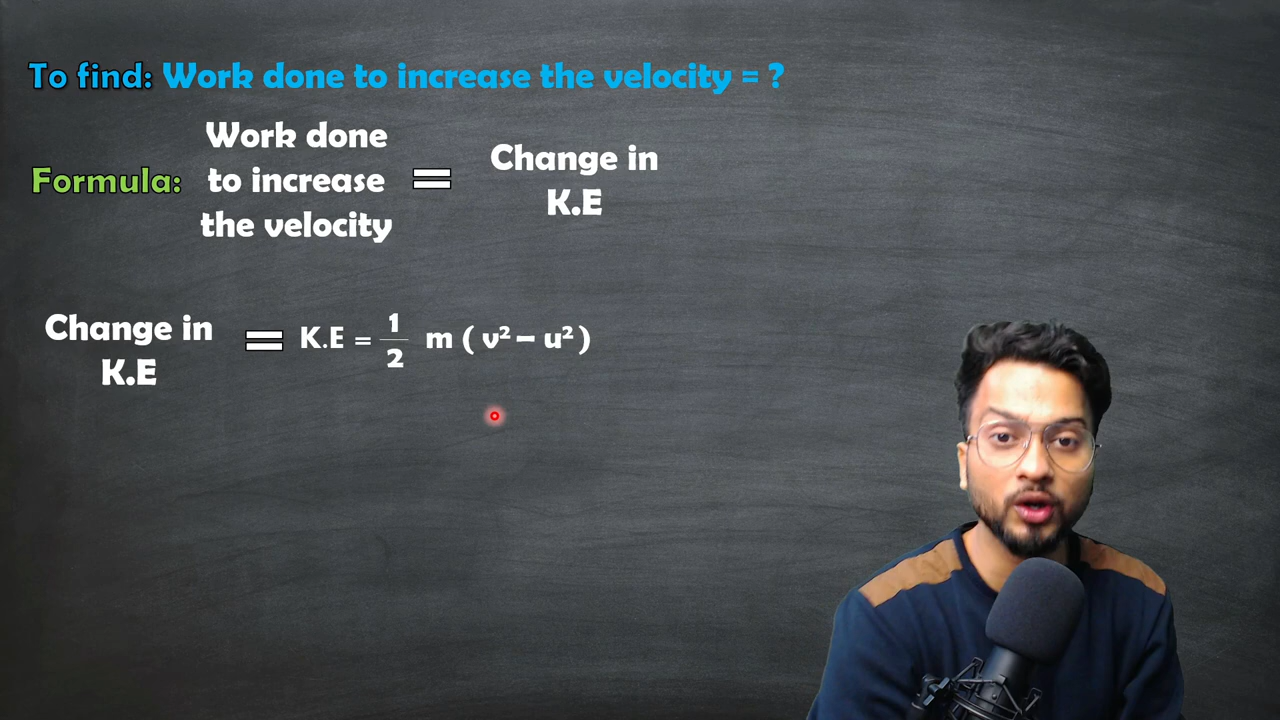 To find: Work done to increase the velocity = ?
Formula: Work done to increase the velocity = Change in K.E
Change in K.E = K.E = 1/2 m ( v² – u² )